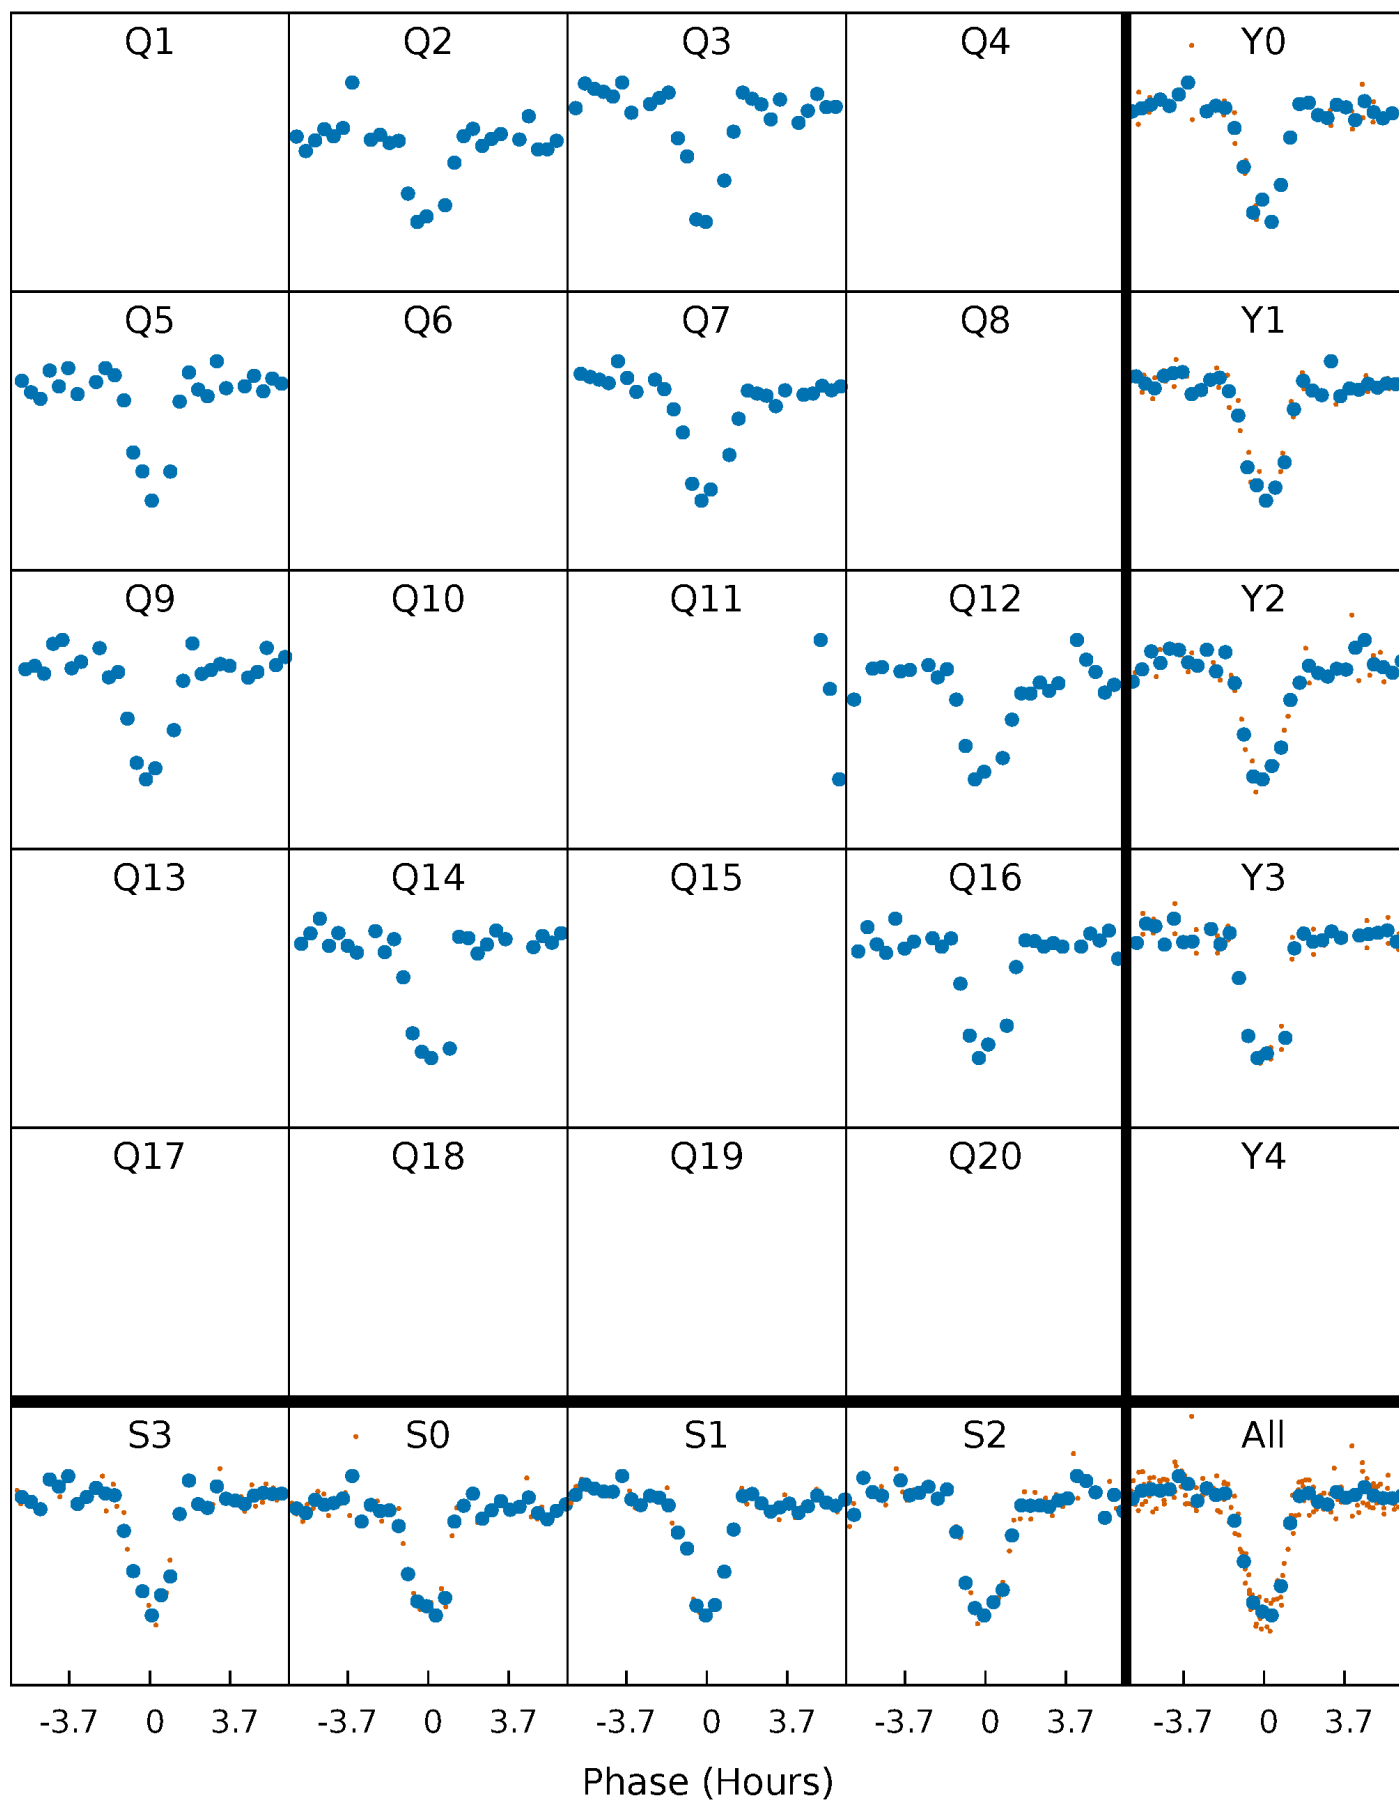 Q1 Q2 Q3 Q4 Y0
Q5 Q6 Q7 Q8 Y1
Q9 Q10 Q11 Q12 Y2
Q13 Q14 Q15 Q16 Y3
Q17 Q18 Q19 Q20 Y4
S3 S0 S1 S2 All
-3.7 0 3.7 -3.7 0 3.7 -3.7 0 3.7 -3.7 0 3.7 -3.7 0 3.7
Phase (Hours)